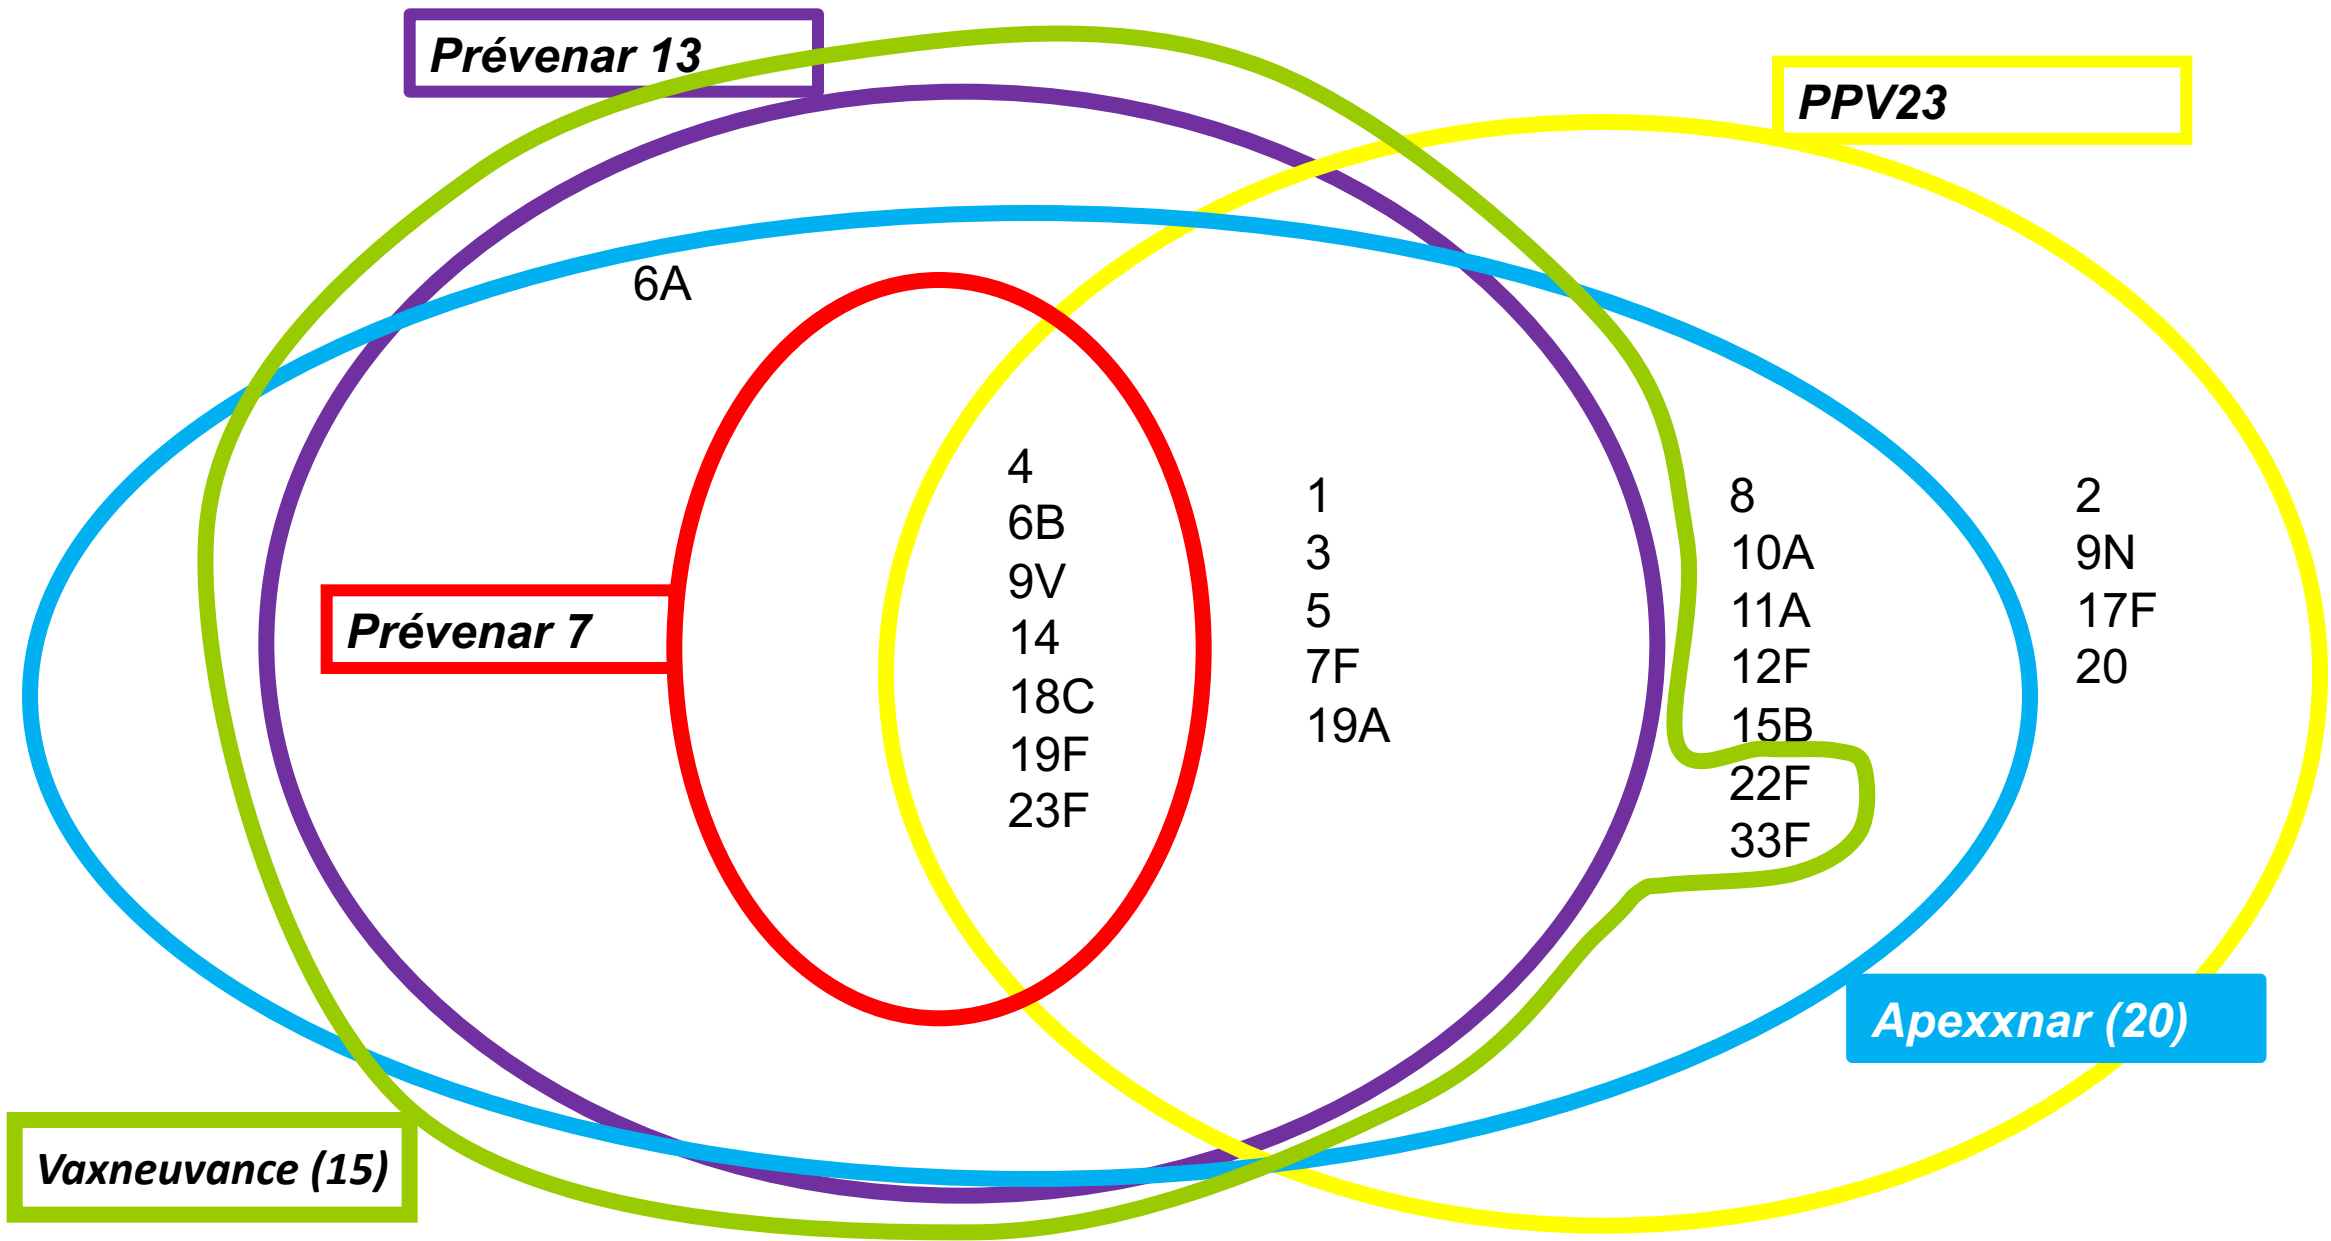 Prévenar 13
PPV23
6A
4
6B
9V
14
18C
19F
23F
1
3
5
7F
19A
8
10A
11A
12F
15B
22F
33F
2
9N
17F
20
Prévenar 7
Apexxnar (20)
Vaxneuvance (15)